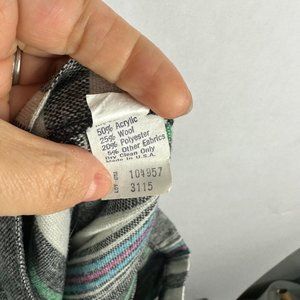 50% Acrylic
25% Wool
20% Polyester
5% Other Fabrics
Dry Clean Only
Made in U.S.A.
104957
3115